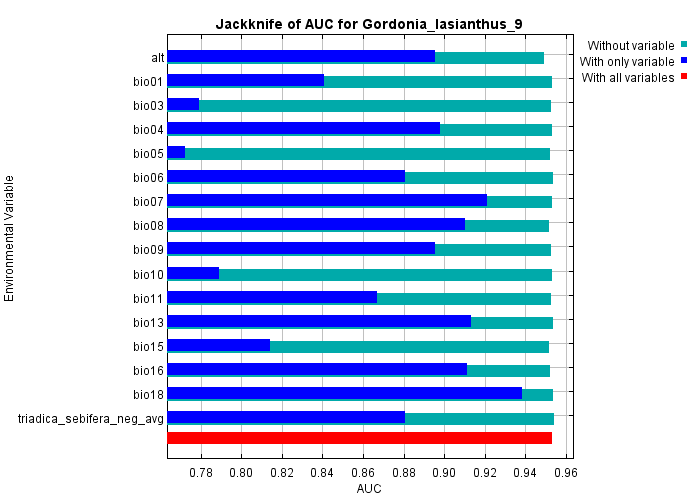 Jackknife of AUC for Gordonia_lasianthus_9
Without variable
With only variable
With all variables
alt
bio01
bio03
bio04
bio05
bio06
bio07
bio08
bio09
bio10
bio11
bio13
bio15
bio16
bio18
triadica_sebifera_neg_avg
Environmental Variable
0.78 0.80 0.82 0.84 0.86 0.88 0.90 0.92 0.94 0.96
AUC